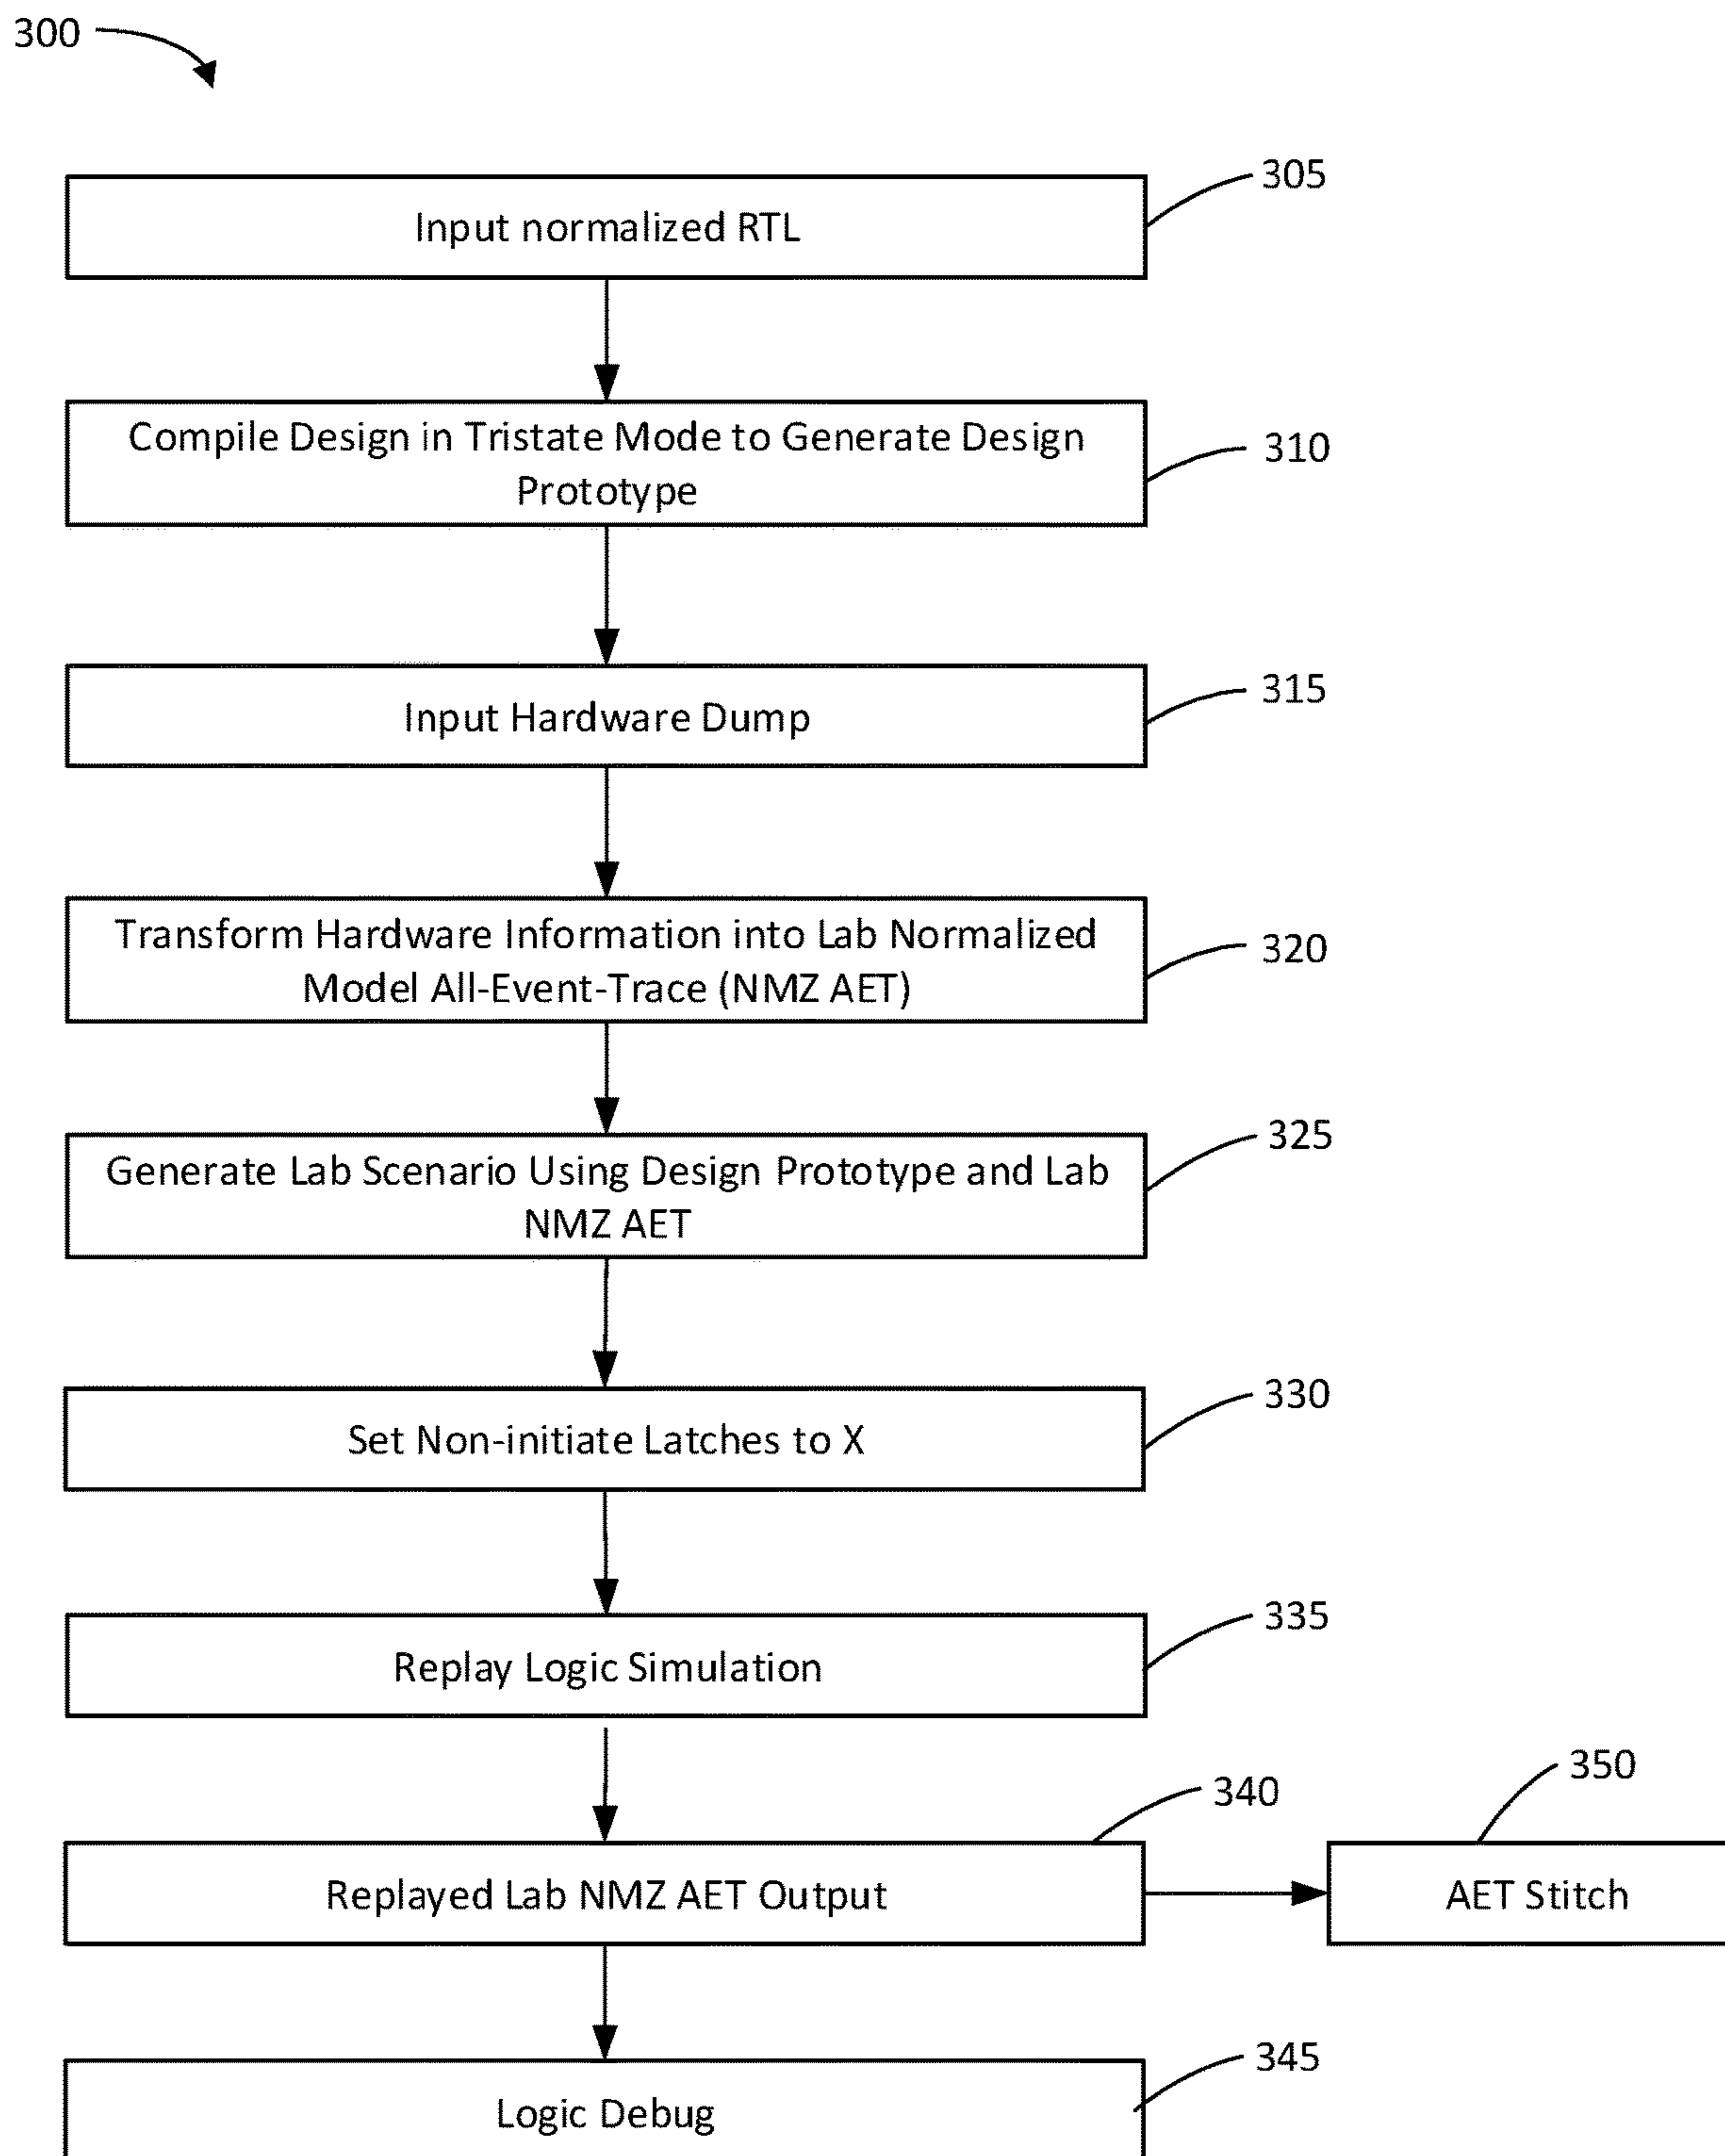 300
305
Input normalized RTL
310
Compile Design in Tristate Mode to Generate Design
Prototype
315
Input Hardware Dump
320
Transform Hardware Information into Lab Normalized
Model All-Event-Trace (NMZ AET)
325
Generate Lab Scenario Using Design Prototype and Lab
NMZ AET
330
Set Non-initiate Latches to X
335
Replay Logic Simulation
340
350
Replayed Lab NMZ AET Output
AET Stitch
345
Logic Debug